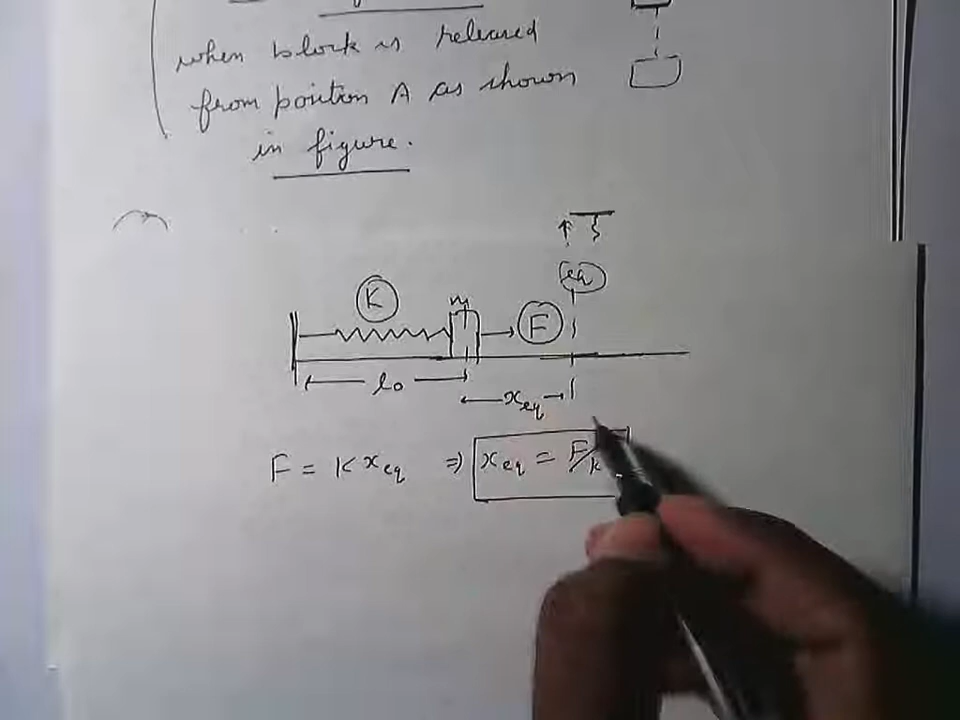 when block is released
from position A as shown
in figure.
eq
K
m
F
l₀
x_eq
F = K x_eq ⇒ x_eq = F/k